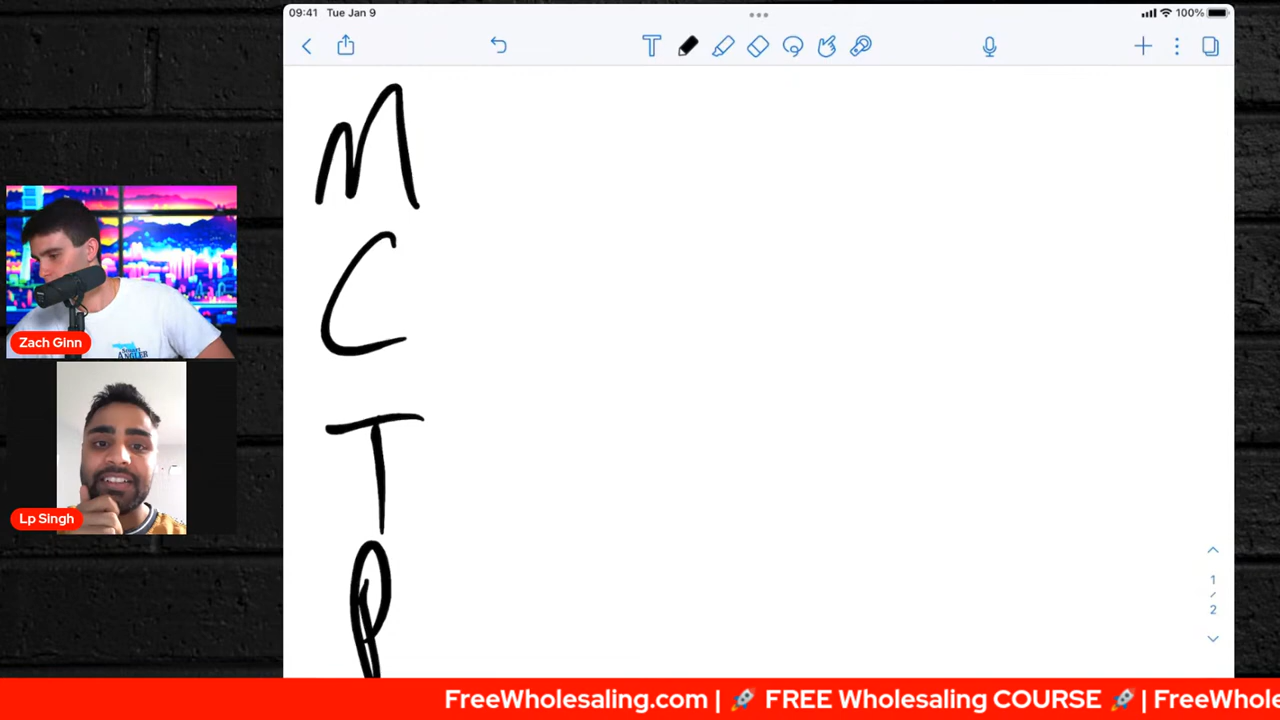 09:41 Tue Jan 9 100%
T
M
C
T
P
Zach Ginn
Lp Singh
1
/
2
FreeWholesaling.com | 🚀 FREE Wholesaling COURSE 🚀 | FreeWhole